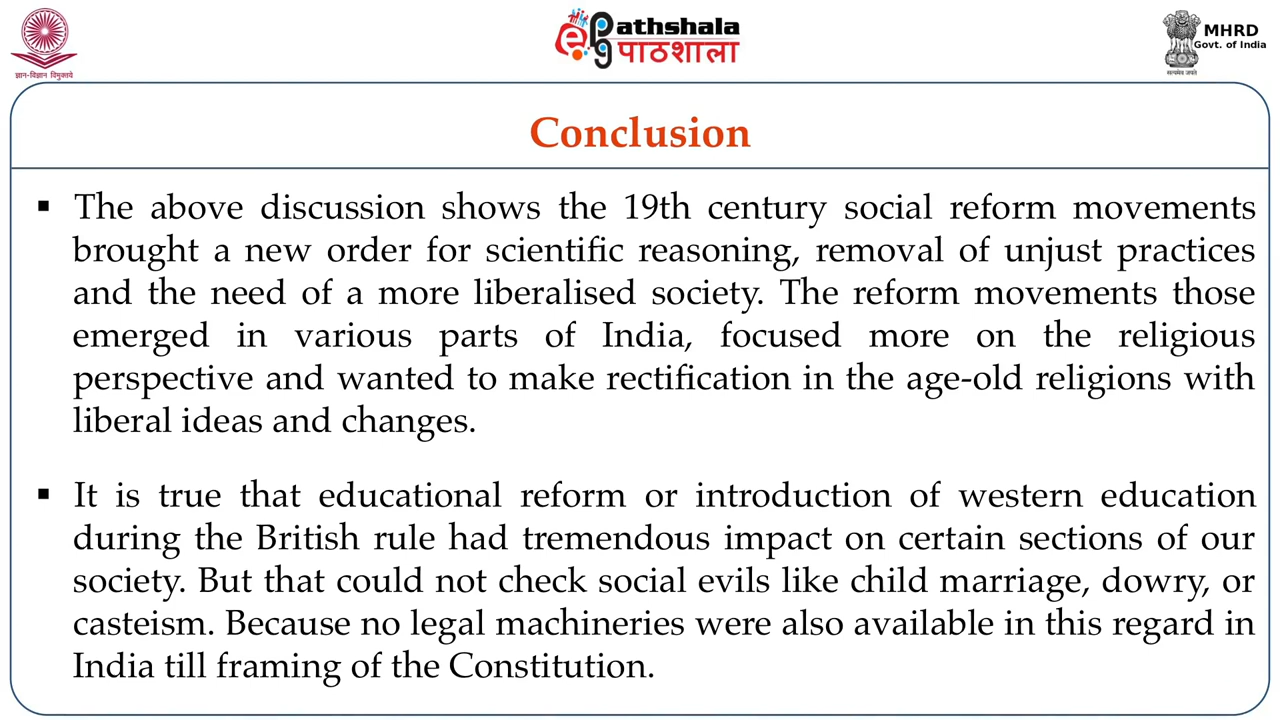 ज्ञान-विज्ञान विमुक्तये
ePG Pathshala
पाठशाला
MHRD
Govt. of India
सत्यमेव जयते
Conclusion
▪ The above discussion shows the 19th century social reform movements
brought a new order for scientific reasoning, removal of unjust practices
and the need of a more liberalised society. The reform movements those
emerged in various parts of India, focused more on the religious
perspective and wanted to make rectification in the age-old religions with
liberal ideas and changes.
▪ It is true that educational reform or introduction of western education
during the British rule had tremendous impact on certain sections of our
society. But that could not check social evils like child marriage, dowry, or
casteism. Because no legal machineries were also available in this regard in
India till framing of the Constitution.